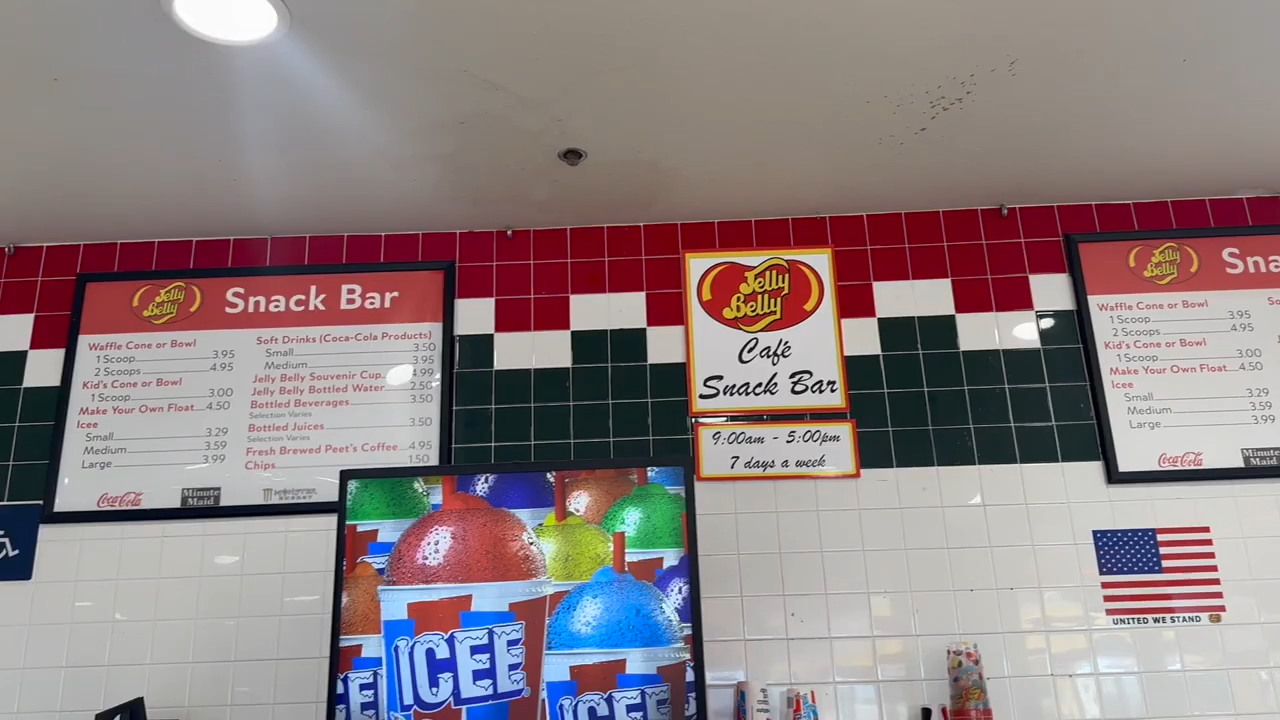 Jelly Belly
Snack Bar
Waffle Cone or Bowl
1 Scoop 3.95
2 Scoops 4.95
Kid's Cone or Bowl
1 Scoop 3.00
Make Your Own Float 4.50
Icee
Small 3.29
Medium 3.59
Large 3.99
Soft Drinks (Coca-Cola Products)
Small 3.50
Medium 3.95
Jelly Belly Souvenir Cup 4.99
Jelly Belly Bottled Water 2.50
Bottled Beverages 3.50
Selection Varies
Bottled Juices 3.50
Selection Varies
Fresh Brewed Peet's Coffee 4.95
Chips 1.50
Coca-Cola
Minute Maid
MONSTER ENERGY
Jelly Belly
Café
Snack Bar
9:00am - 5:00pm
7 days a week
ICEE
ICEE
Jelly Belly
Sna
Waffle Cone or Bowl
1 Scoop 3.95
2 Scoops 4.95
Kid's Cone or Bowl
1 Scoop 3.00
Make Your Own Float 4.50
Icee
Small 3.29
Medium 3.59
Large 3.99
Coca-Cola
Minute Maid
UNITED WE STAND